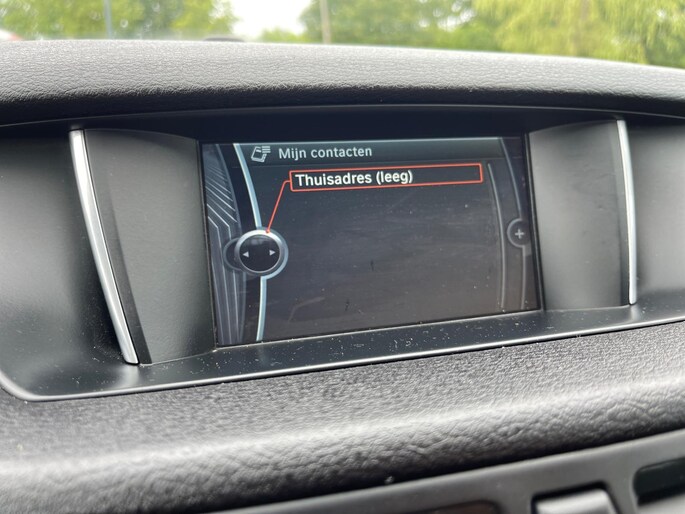 Mijn contacten
Thuisadres (leeg)
+